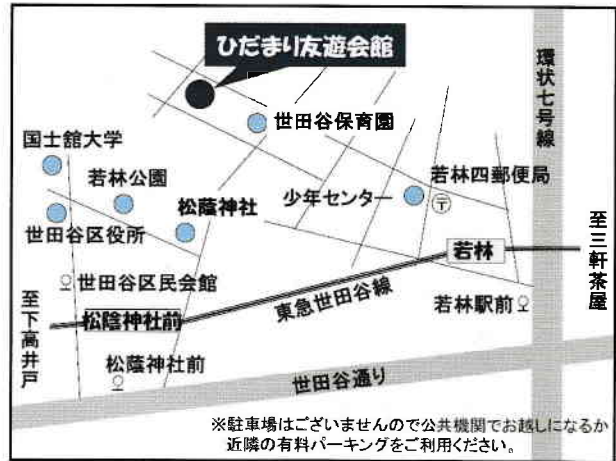 ひだまり友遊会館
環状七号線
世田谷保育園
国士舘大学
若林公園
松蔭神社
少年センター
若林四郵便局
〒
世田谷区役所
若林
至三軒茶屋
世田谷区民会館
東急世田谷線
若林駅前
至下高井戸
松陰神社前
松蔭神社前
世田谷通り
※駐車場はございませんので公共機関でお越しになるか
近隣の有料パーキングをご利用ください。